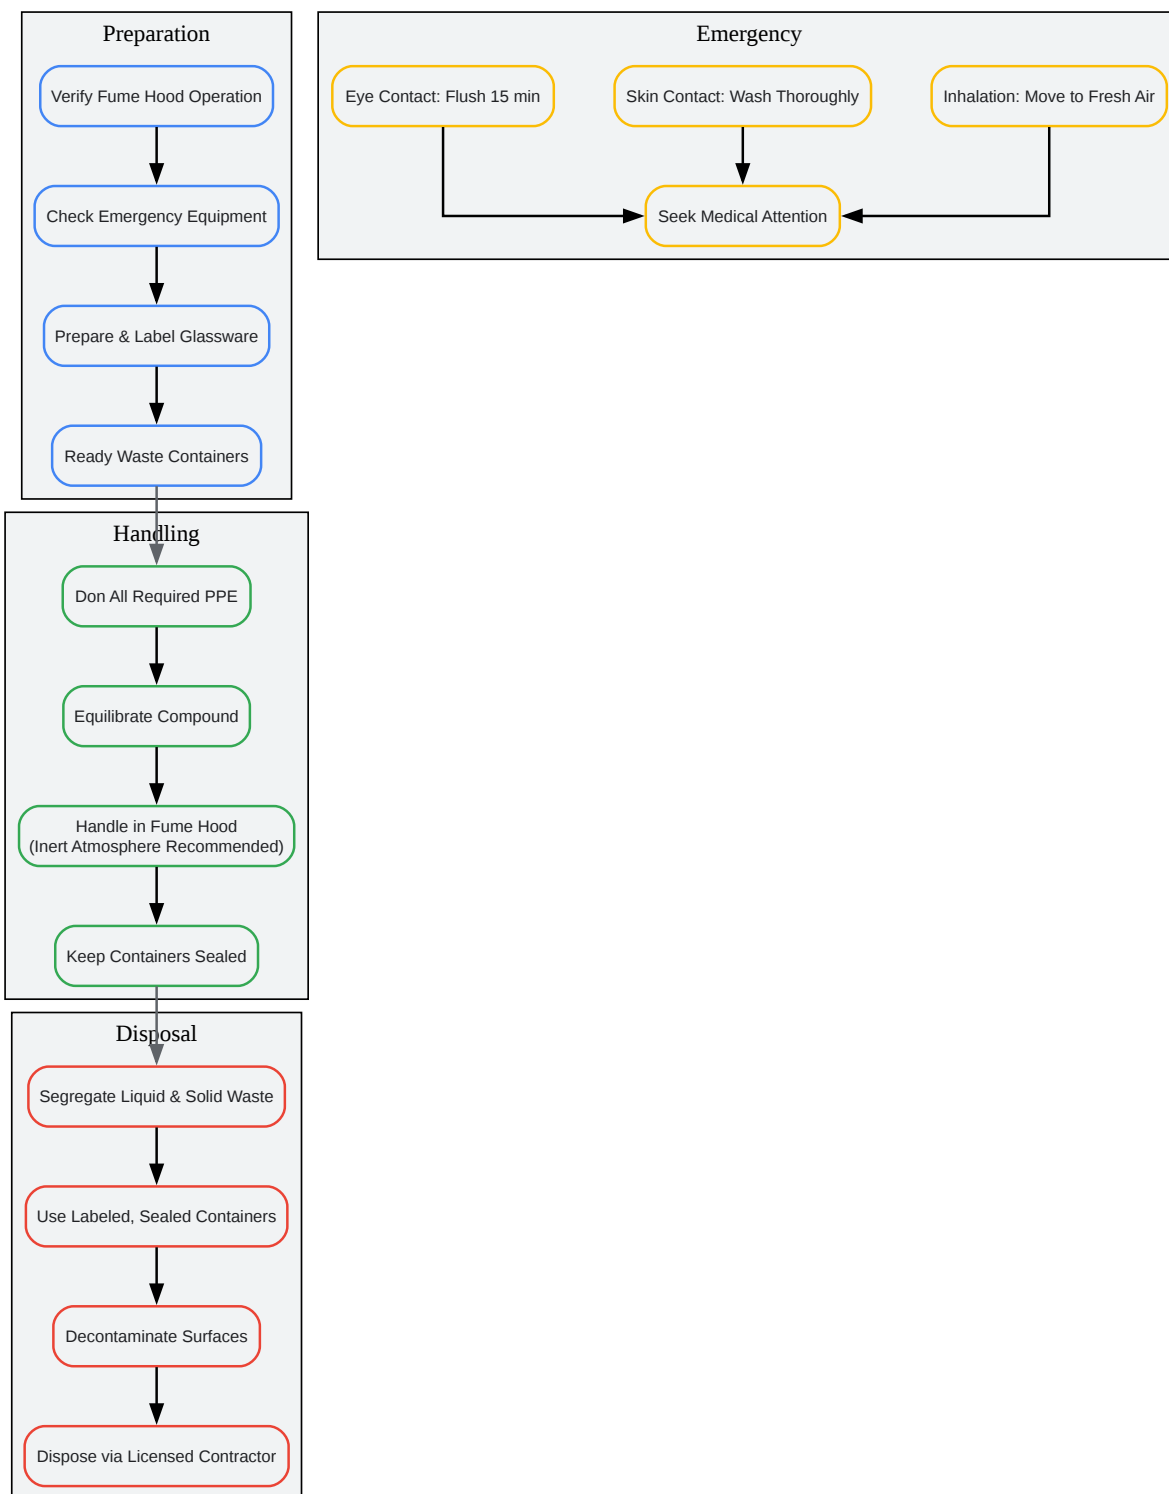 Preparation
Verify Fume Hood Operation
Check Emergency Equipment
Prepare & Label Glassware
Ready Waste Containers
Emergency
Eye Contact: Flush 15 min
Skin Contact: Wash Thoroughly
Inhalation: Move to Fresh Air
Seek Medical Attention
Handling
Don All Required PPE
Equilibrate Compound
Handle in Fume Hood
(Inert Atmosphere Recommended)
Keep Containers Sealed
Disposal
Segregate Liquid & Solid Waste
Use Labeled, Sealed Containers
Decontaminate Surfaces
Dispose via Licensed Contractor